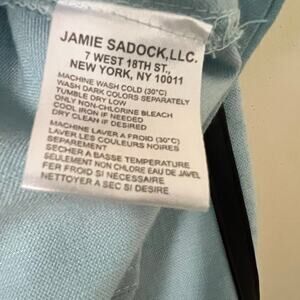 JAMIE SADOCK,LLC.
7 WEST 18TH ST.,
NEW YORK, NY 10011
MACHINE WASH COLD (30°C)
WASH DARK COLORS SEPARATELY
TUMBLE DRY LOW
ONLY NON-CHLORINE BLEACH
COOL IRON IF NEEDED
DRY CLEAN IF DESIRED
MACHINE LAVER A FROID (30°C)
LAVER LES COULEURS NOIRES
SEPAREMENT
SECHER A BASSE TEMPERATURE
SEULEMENT NON CHLORE EAU DE JAVEL
FER FROID SI NECESSAIRE
NETTOYER A SEC SI DESIRE